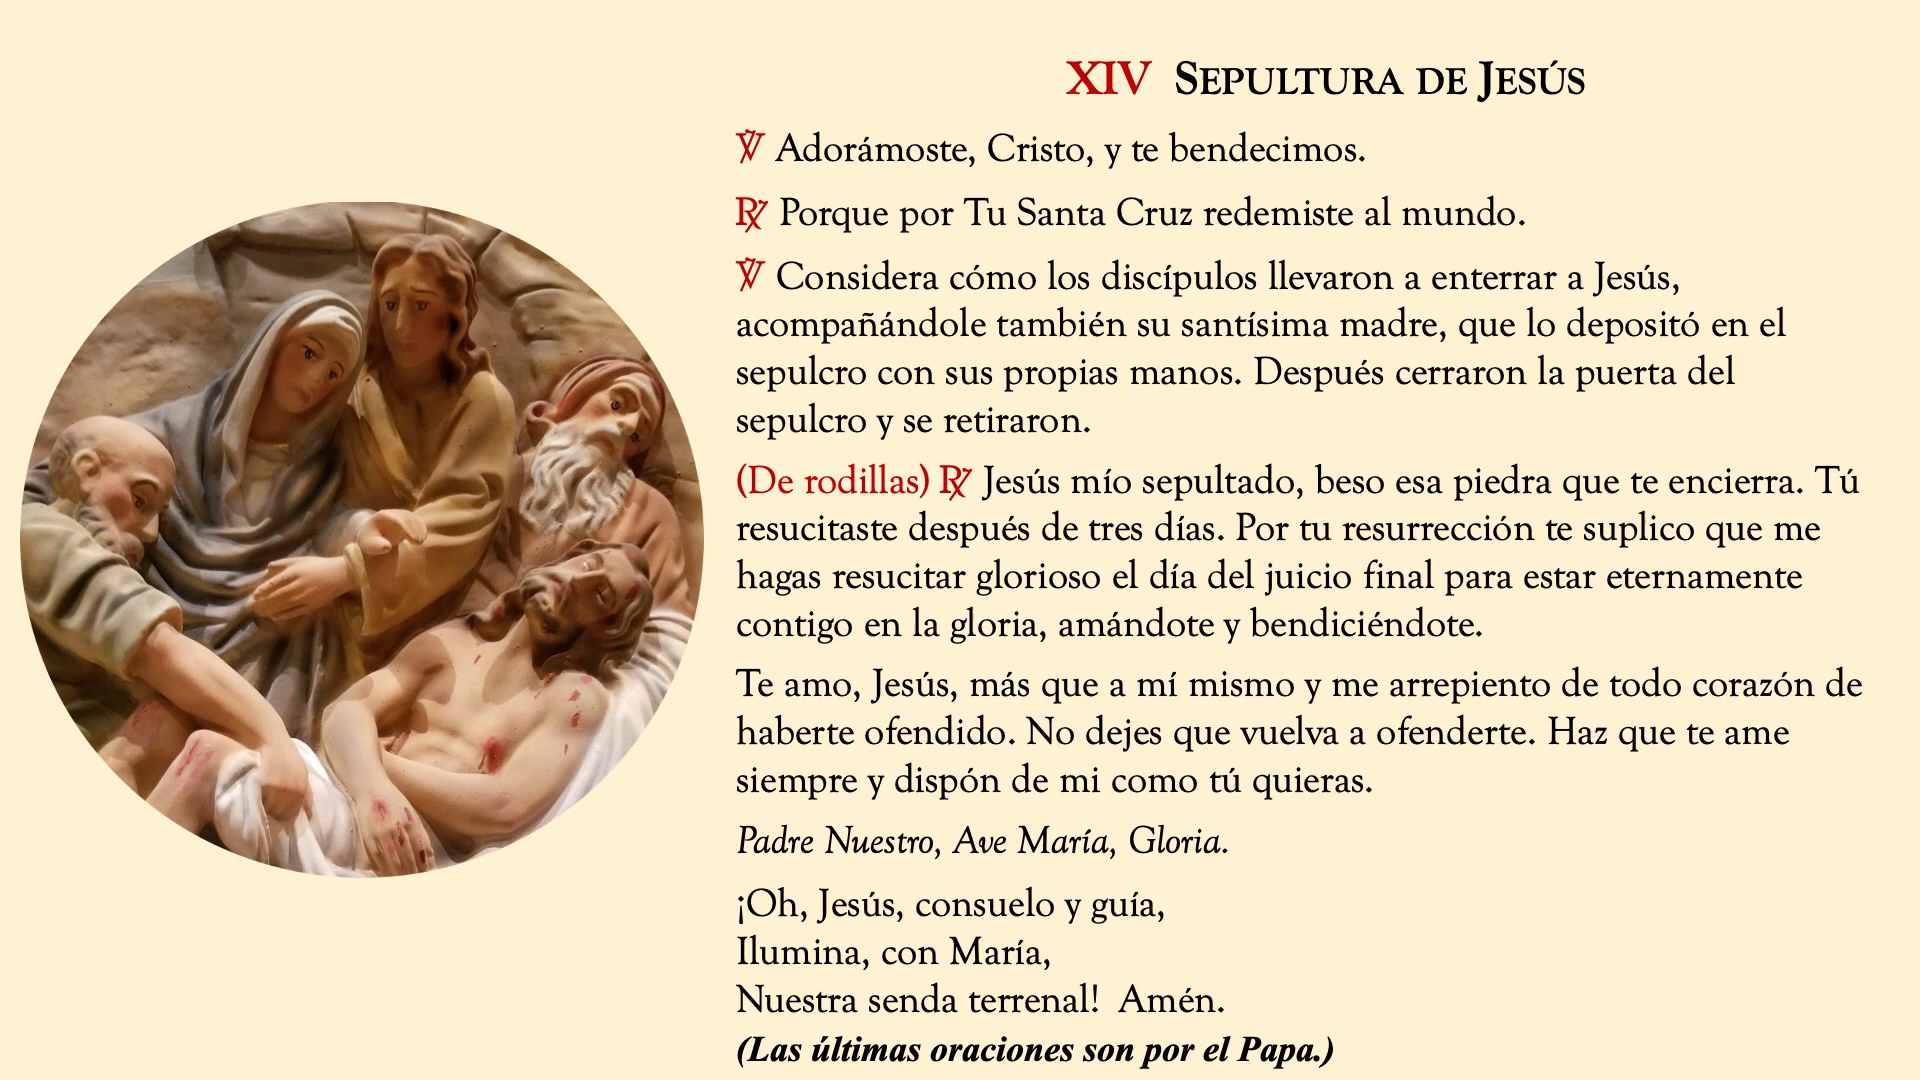 XIV Sepultura de Jesús
℣ Adorámoste, Cristo, y te bendecimos.
℟ Porque por Tu Santa Cruz redemiste al mundo.
℣ Considera cómo los discípulos llevaron a enterrar a Jesús,
acompañándole también su santísima madre, que lo depositó en el
sepulcro con sus propias manos. Después cerraron la puerta del
sepulcro y se retiraron.
(De rodillas) ℟ Jesús mío sepultado, beso esa piedra que te encierra. Tú
resucitaste después de tres días. Por tu resurrección te suplico que me
hagas resucitar glorioso el día del juicio final para estar eternamente
contigo en la gloria, amándote y bendiciéndote.
Te amo, Jesús, más que a mí mismo y me arrepiento de todo corazón de
haberte ofendido. No dejes que vuelva a ofenderte. Haz que te ame
siempre y dispón de mi como tú quieras.
Padre Nuestro, Ave María, Gloria.
¡Oh, Jesús, consuelo y guía,
Ilumina, con María,
Nuestra senda terrenal! Amén.
(Las últimas oraciones son por el Papa.)